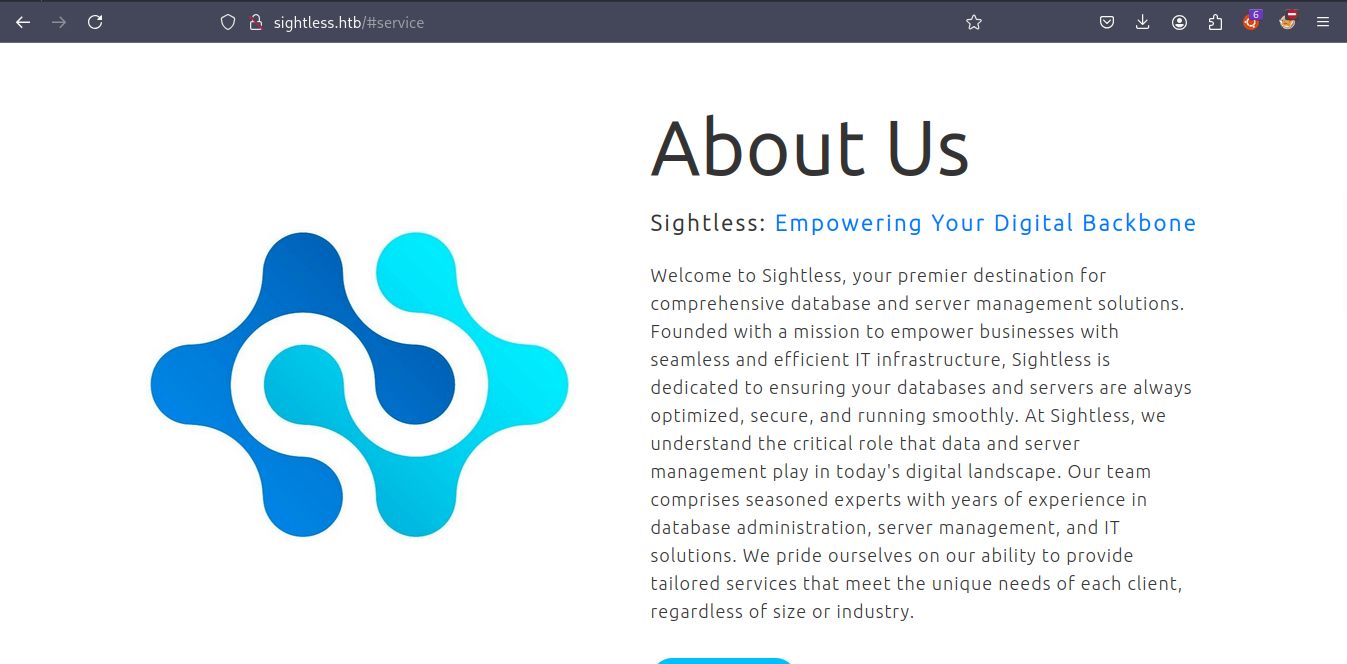 sightless.htb/#service
6
About Us
Sightless: Empowering Your Digital Backbone
Welcome to Sightless, your premier destination for
comprehensive database and server management solutions.
Founded with a mission to empower businesses with
seamless and efficient IT infrastructure, Sightless is
dedicated to ensuring your databases and servers are always
optimized, secure, and running smoothly. At Sightless, we
understand the critical role that data and server
management play in today's digital landscape. Our team
comprises seasoned experts with years of experience in
database administration, server management, and IT
solutions. We pride ourselves on our ability to provide
tailored services that meet the unique needs of each client,
regardless of size or industry.